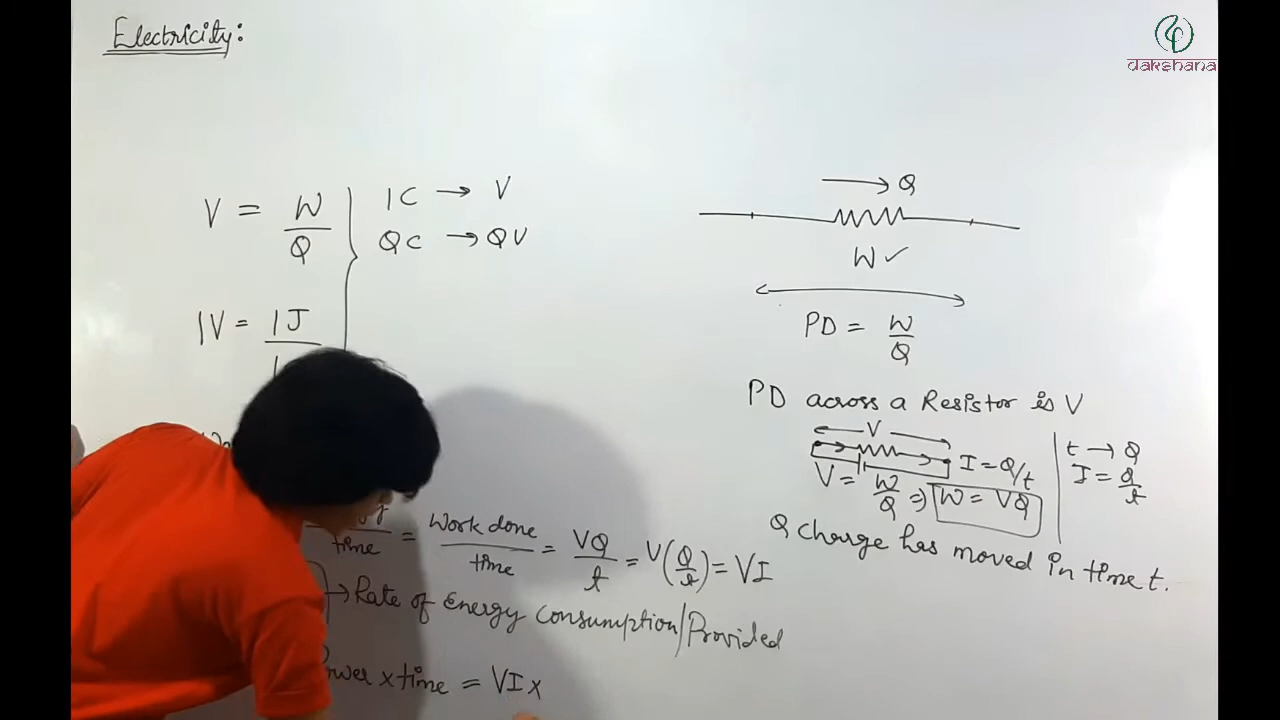 Electricity:
dakshana
V = W/Q
1C → V
QC → QV
1V = 1J
→ Q
W ✓
PD = W/Q
PD across a Resistor is V
← V →
I = Q/t
V = W/Q ⇒ W = VQ
t → Q
I = Q/t
Q charge has moved in time t.
time = Work done/time = VQ/t = V(Q/t) = VI
→ Rate of Energy Consumption/Provided
x time = VI x